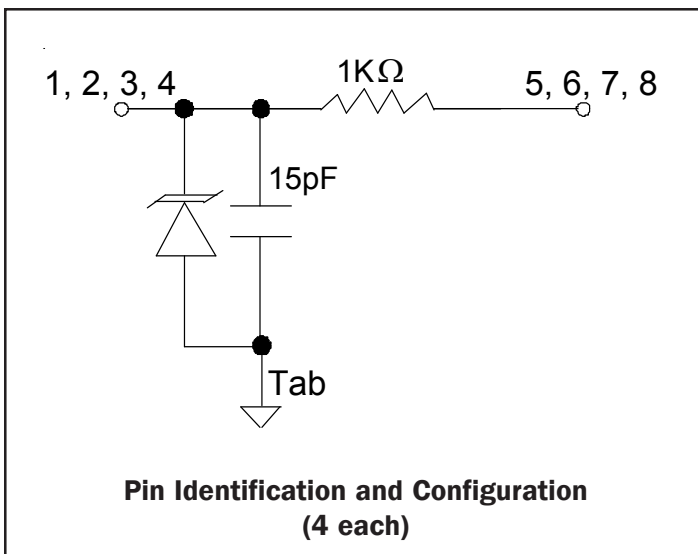 1KΩ
1, 2, 3, 4
5, 6, 7, 8
15pF
Tab
Pin Identification and Configuration
(4 each)